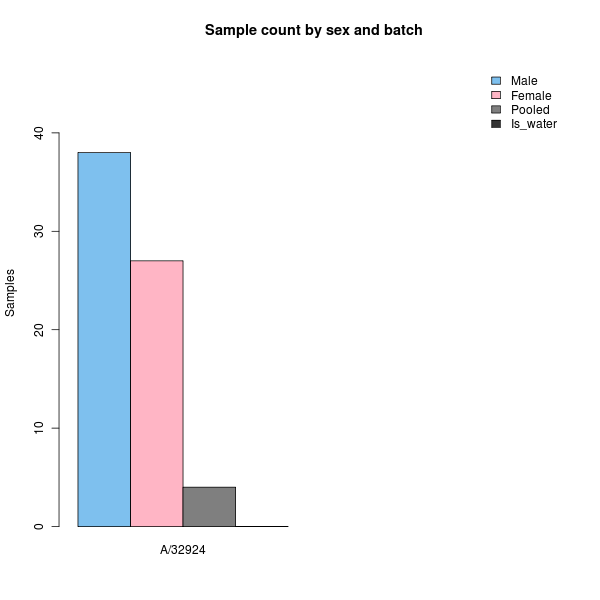 Sample count by sex and batch
Male
Female
Pooled
Is_water
40
30
20
10
0
Samples
A/32924